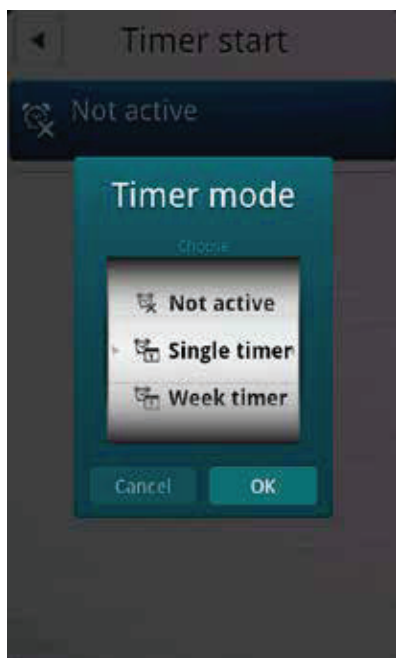 Timer start
Not active
Timer mode
Choose
Not active
Single timer
Week timer
Cancel
OK